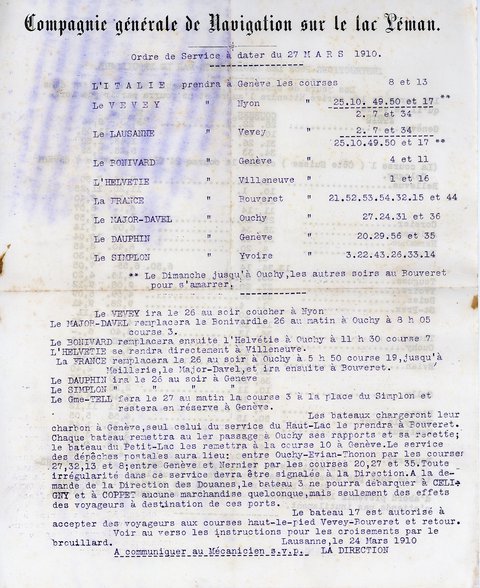 Compagnie générale de Navigation sur le lac Léman.
Ordre de Service à dater du 27 M A R S 1910.
L'I T A L I E prendra à Genève les courses 8 et 13
Le V E V E Y " Nyon 25.10. 49.50 et 17 **
2. 7 et 34
Le LAUSANNE " Vevey 2. 7 et 34
25.10.49.50 et 17 **
Le BONIVARD " Genève 4 et 11
L'HELVETIE " Villeneuve 1 et 16
La FRANCE " Bouveret 21.52.53.54.32.15 et 44
Le MAJOR-DAVEL " Ouchy 27.24.31 et 36
Le DAUPHIN " Genève 20.29.56 et 35
Le SIMPLON " Yvoire 3.22.43.26.33.14
** Le Dimanche jusqu'à Ouchy,les autres soirs au Bouveret
pour s'amarrer.
Le VEVEY ira le 26 au soir coucher à Nyon
Le MAJOR-DAVEL remplacera le Bonivardle 26 au matin à Ouchy à 8 h 05
course 3.
Le BONIVARD remplacera ensuite l'Helvétie à Ouchy à 11 h 30 course 7
L'HELVETIE se rendra directement à Villeneuve.
La FRANCE remplacera le 26 au soir à Ouchy à 5 h 50 course 19,jusqu'à
Meillerie,le Major-Davel,et ira ensuite à Bouveret.
Le DAUPHIN ira le 26 au soir à Genève
Le SIMPLON " " " " "
Le Gme-TELL fera le 27 au matin la course 3 à la place du Simplon et
restera en réserve à Genève.
Les bateaux chargeront leur
charbon à Genève,seul celui du service du Haut-Lac le prendra à Bouveret.
Chaque bateau remettra au 1er passage à Ouchy ses rapports et sa recette;
le bateau du Petit-Lac les remettra à la course 10 à Genève.Le service
des dépêches postales aura lieu: entre Ouchy-Evian-Thonon par les courses
27,32,13 et 8;entre Genève et Nernier par les courses 20,27 et 35.Toute
irrégularité dans ce service devra être signalée à la Direction.A la de-
mande de la Direction des Douanes,le bateau 3 ne pourra débarquer à CELI-
GNY et à COPPET aucune marchandise quelconque,mais seulement des effets
des voyageurs à destination de ces ports.
Le bateau 17 est autorisé à
accepter des voyageurs aux courses haut-le-pied Vevey-Bouveret et retour.
Voir au verso les instructions pour les croisements par le
brouillard. Lausanne,le 24 Mars 1910
A communiquer au Mécanicien s.v.p. LA DIRECTION